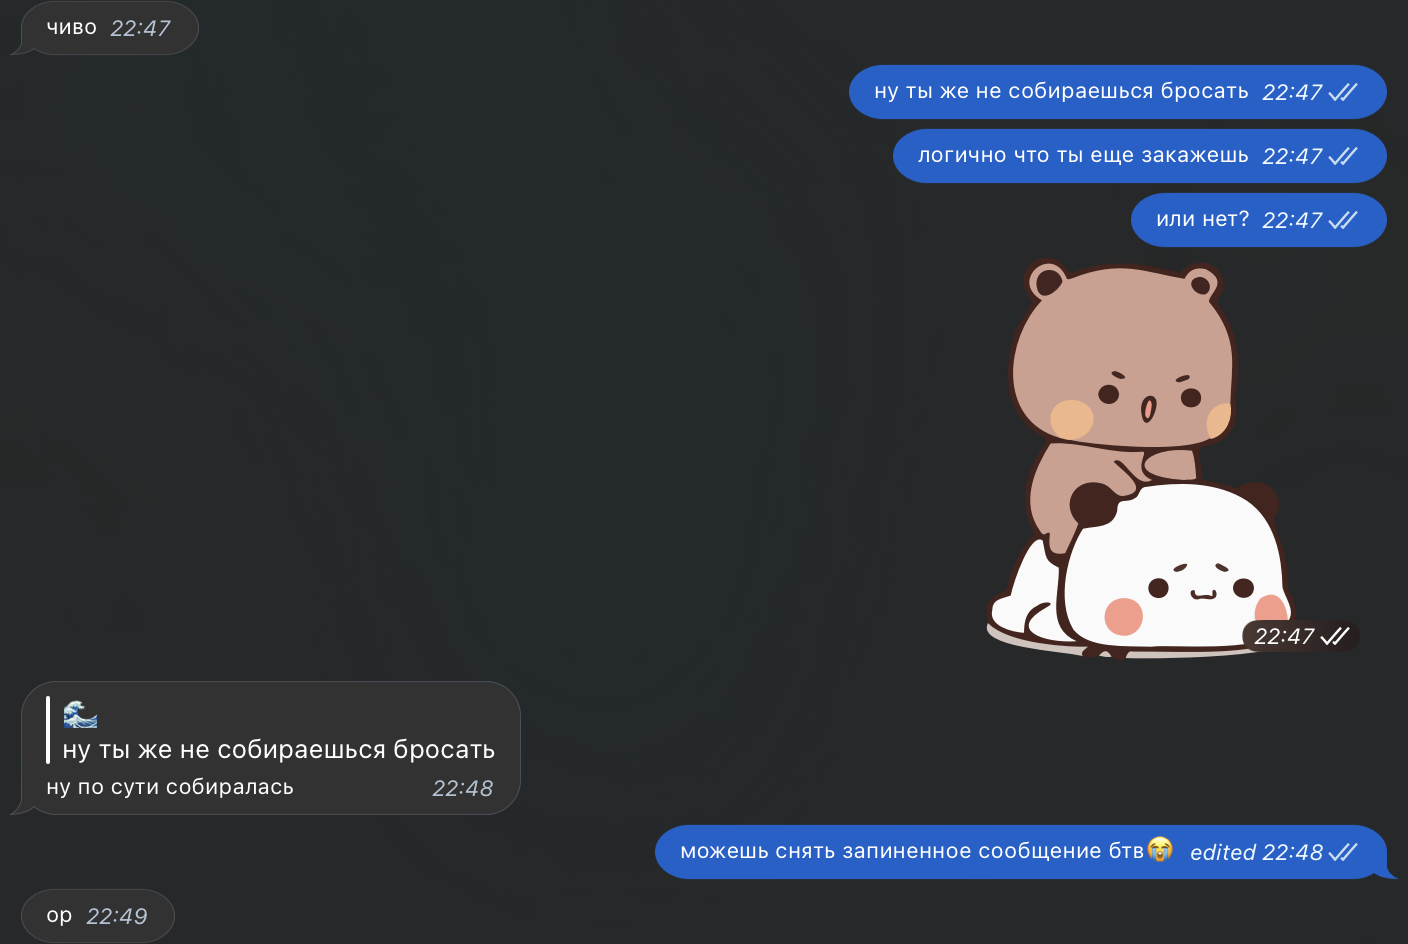 чиво 22:47
ну ты же не собираешься бросать 22:47
логично что ты еще закажешь 22:47
или нет? 22:47
22:47
🌊
ну ты же не собираешься бросать
ну по сути собиралась 22:48
можешь снять запиненное сообщение бтв😭 edited 22:48
ор 22:49